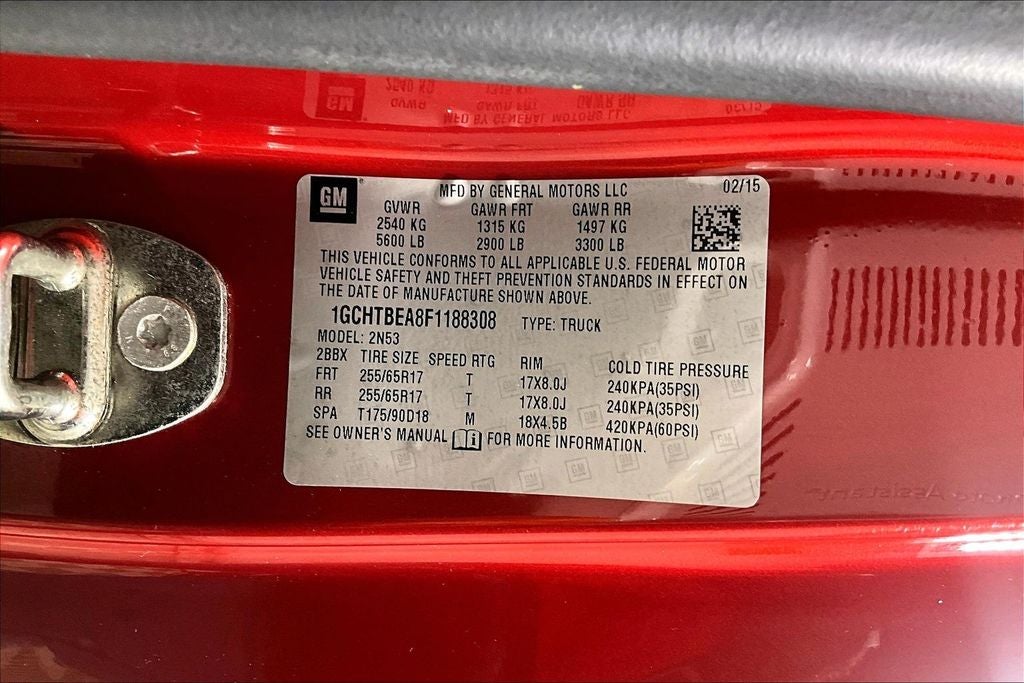 GM
MFD BY GENERAL MOTORS LLC 02/15
GVWR GAWR FRT GAWR RR
2540 KG 1315 KG 1497 KG
5600 LB 2900 LB 3300 LB
THIS VEHICLE CONFORMS TO ALL APPLICABLE U.S. FEDERAL MOTOR
VEHICLE SAFETY AND THEFT PREVENTION STANDARDS IN EFFECT ON
THE DATE OF MANUFACTURE SHOWN ABOVE.
1GCHTBEA8F1188308 TYPE: TRUCK
MODEL: 2N53
2BBX TIRE SIZE SPEED RTG RIM COLD TIRE PRESSURE
FRT 255/65R17 T 17X8.0J 240KPA(35PSI)
RR 255/65R17 T 17X8.0J 240KPA(35PSI)
SPA T175/90D18 M 18X4.5B 420KPA(60PSI)
SEE OWNER'S MANUAL FOR MORE INFORMATION.